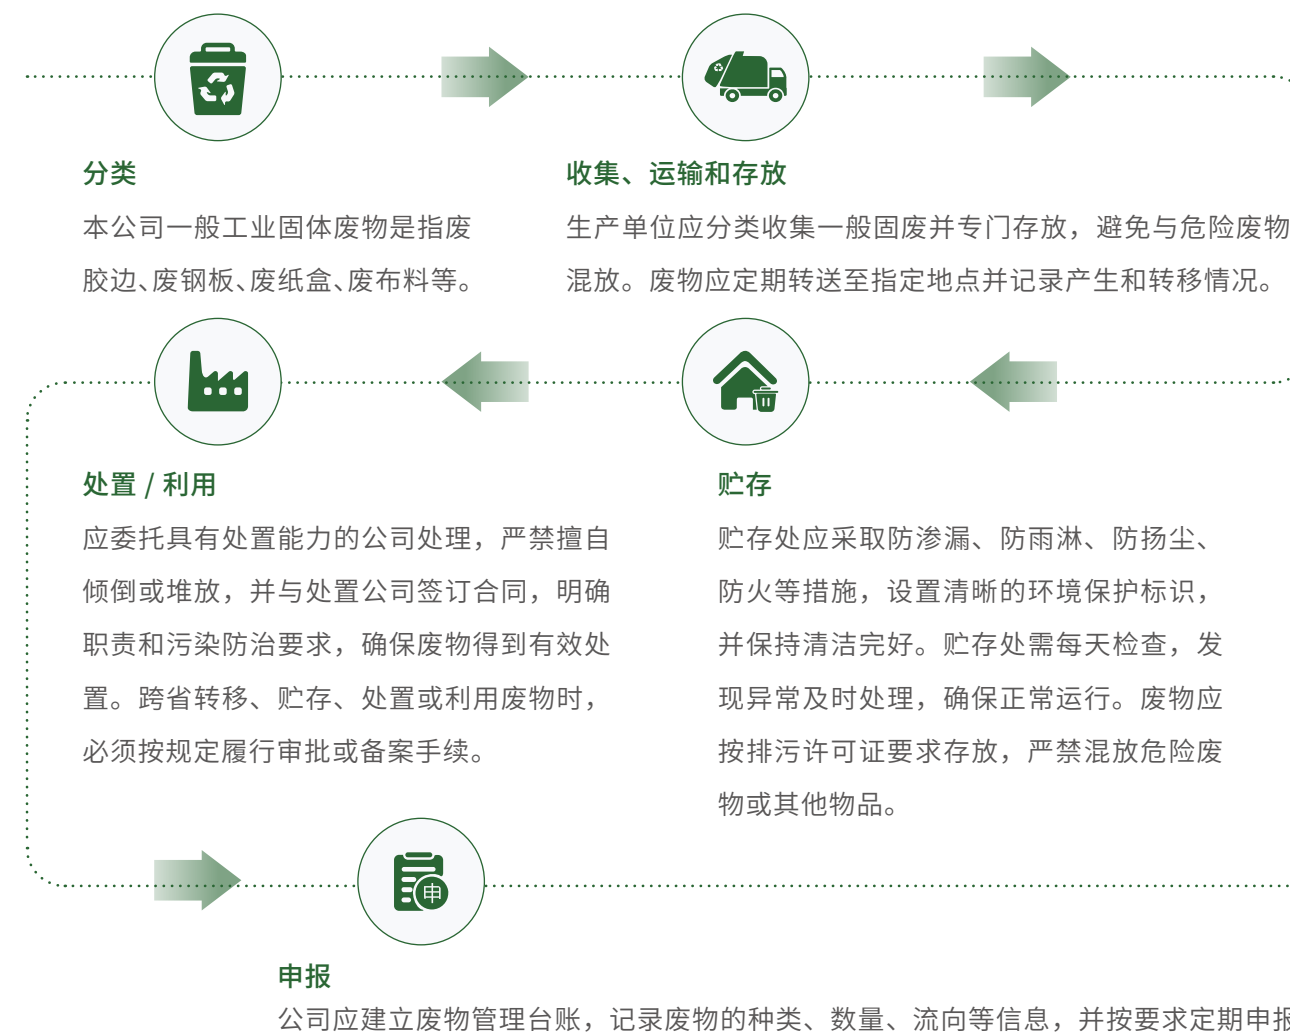 分类
本公司一般工业固体废物是指废
胶边、废钢板、废纸盒、废布料等。
收集、运输和存放
生产单位应分类收集一般固废并专门存放，避免与危险废物
混放。废物应定期转送至指定地点并记录产生和转移情况。
贮存
贮存处应采取防渗漏、防雨淋、防扬尘、
防火等措施，设置清晰的环境保护标识，
并保持清洁完好。贮存处需每天检查，发
现异常及时处理，确保正常运行。废物应
按排污许可证要求存放，严禁混放危险废
物或其他物品。
处置 / 利用
应委托具有处置能力的公司处理，严禁擅自
倾倒或堆放，并与处置公司签订合同，明确
职责和污染防治要求，确保废物得到有效处
置。跨省转移、贮存、处置或利用废物时，
必须按规定履行审批或备案手续。
申
申报
公司应建立废物管理台账，记录废物的种类、数量、流向等信息，并按要求定期申报